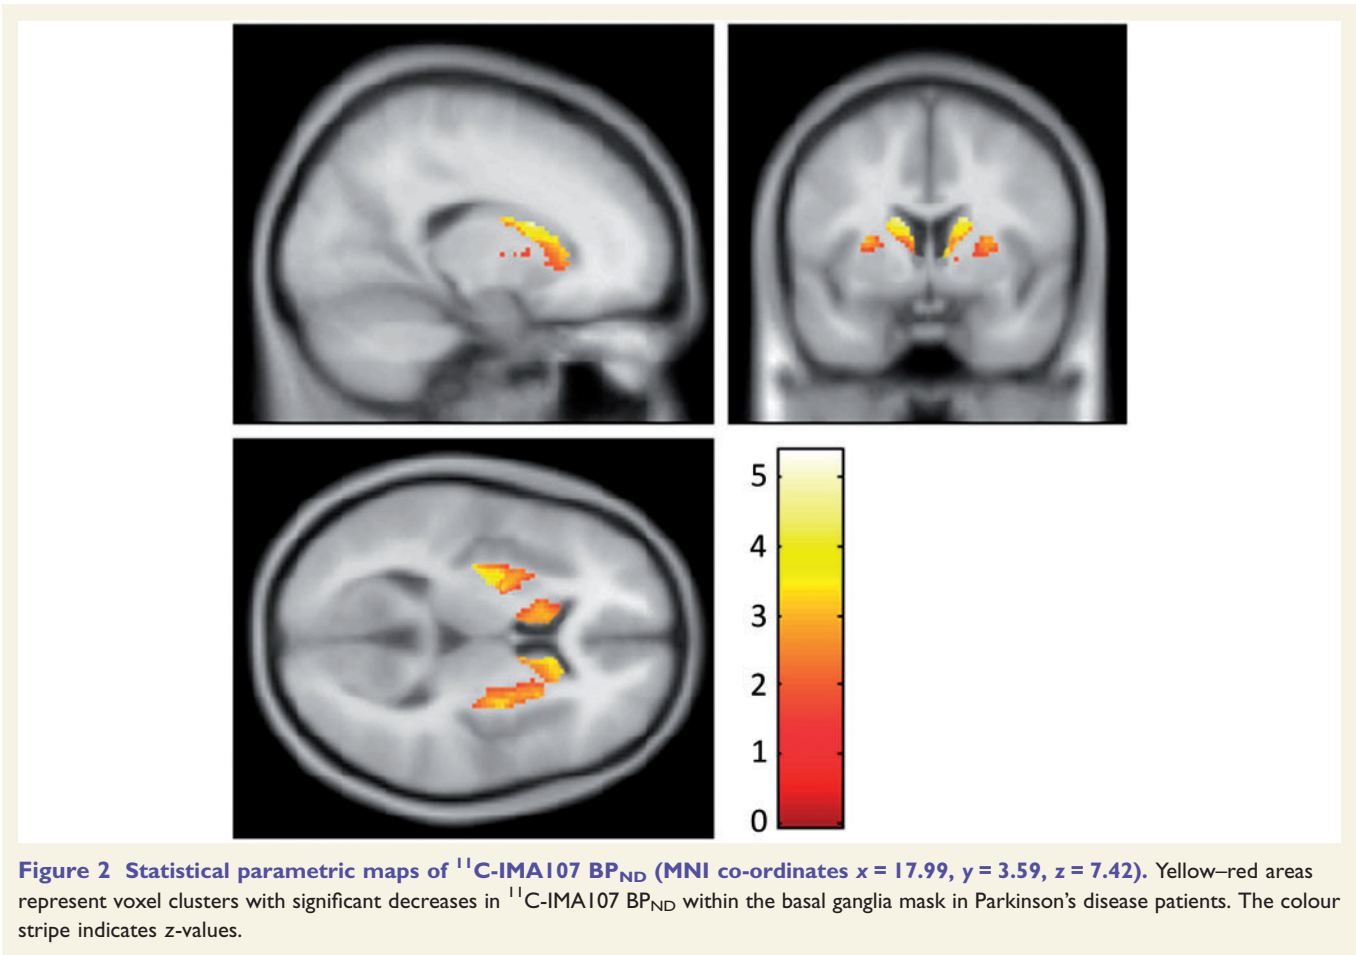 5
4
3
2
1
0
Figure 2 Statistical parametric maps of ¹¹C-IMA107 BP_ND (MNI co-ordinates x = 17.99, y = 3.59, z = 7.42). Yellow–red areas
represent voxel clusters with significant decreases in ¹¹C-IMA107 BP_ND within the basal ganglia mask in Parkinson's disease patients. The colour
stripe indicates z-values.